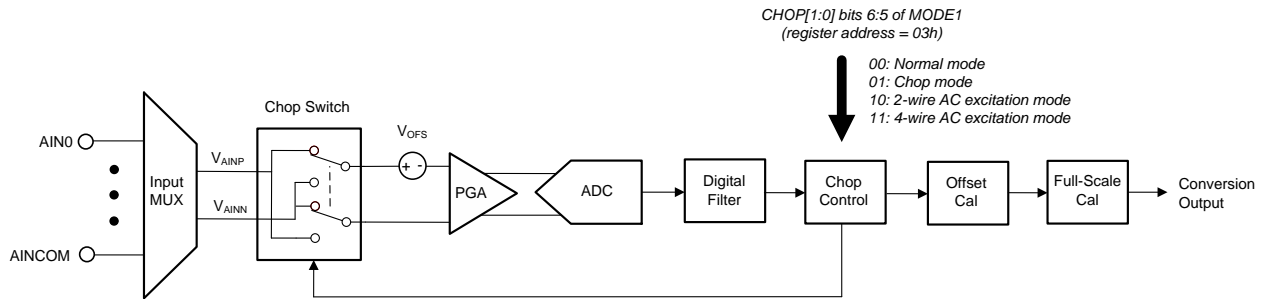 CHOP[1:0] bits 6:5 of MODE1
(register address = 03h)
00: Normal mode
01: Chop mode
10: 2-wire AC excitation mode
11: 4-wire AC excitation mode
Chop Switch
AIN0
AINCOM
Input
MUX
VAINP
VAINN
VOFS
+ -
PGA
ADC
Digital
Filter
Chop
Control
Offset
Cal
Full-Scale
Cal
Conversion
Output